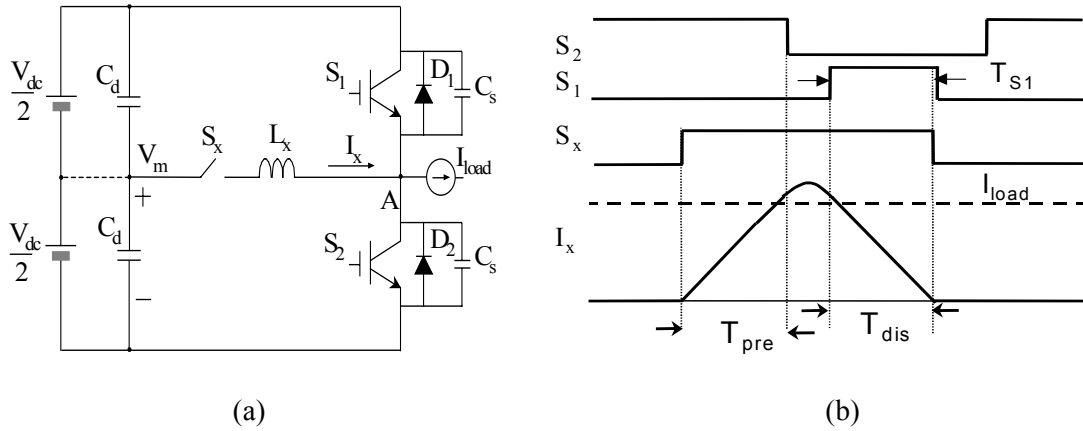 V_dc
2
C_d
V_m
S_x
L_x
I_x
+
A
V_dc
2
C_d
−
S_1
D_1
C_s
I_load
S_2
D_2
C_s
(a)
S_2
S_1
T_S1
S_x
I_load
I_x
T_pre
T_dis
(b)